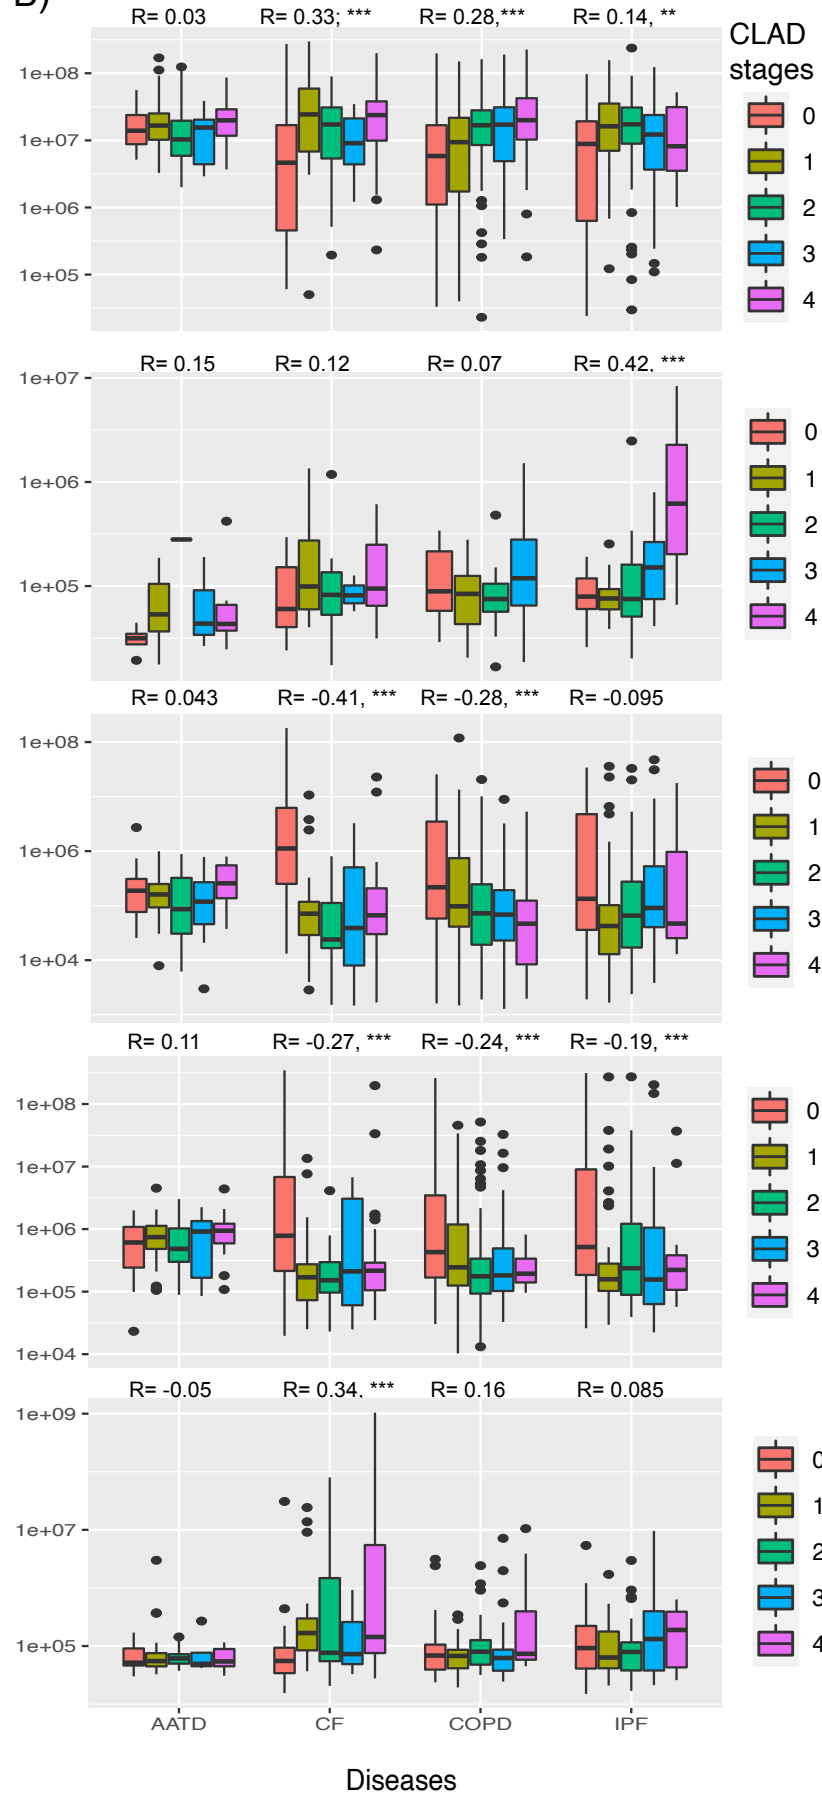 B)
R= 0.03 R= 0.33; *** R= 0.28,*** R= 0.14, **
CLAD
stages
1e+08
1e+07
1e+06
1e+05
0
1
2
3
4
R= 0.15 R= 0.12 R= 0.07 R= 0.42, ***
1e+07
1e+06
1e+05
0
1
2
3
4
R= 0.043 R= -0.41, *** R= -0.28, *** R= -0.095
1e+08
1e+06
1e+04
0
1
2
3
4
R= 0.11 R= -0.27, *** R= -0.24, *** R= -0.19, ***
1e+08
1e+07
1e+06
1e+05
1e+04
0
1
2
3
4
R= -0.05 R= 0.34, *** R= 0.16 R= 0.085
1e+09
1e+07
1e+05
0
1
2
3
4
AATD CF COPD IPF
Diseases